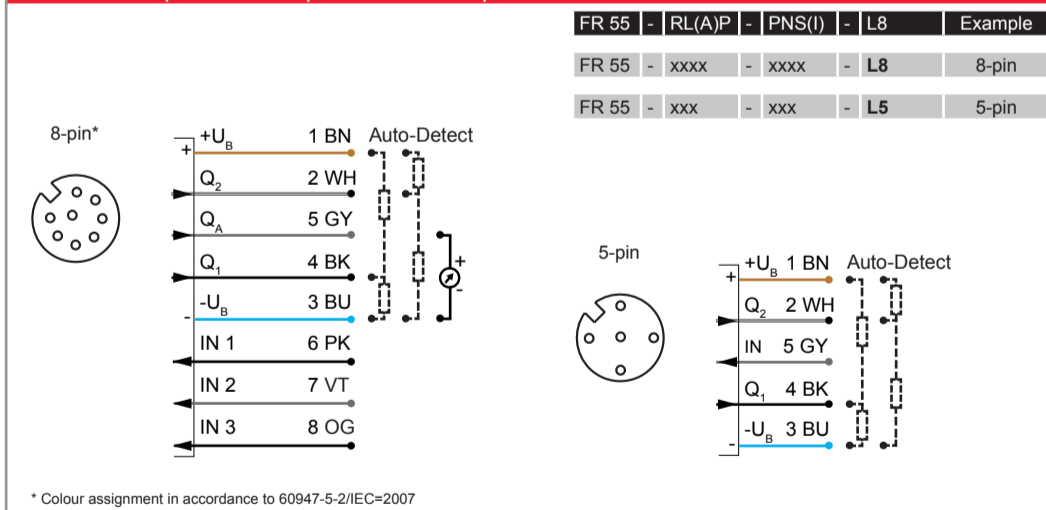 FR 55 - RL(A)P - PNS(I) - L8 Example
FR 55 - xxxx - xxxx - L8 8-pin
FR 55 - xxx - xxx - L5 5-pin
8-pin*
+UB 1 BN Auto-Detect
+
Q2 2 WH
QA 5 GY
Q1 4 BK
+
-
-UB 3 BU
-
IN 1 6 PK
IN 2 7 VT
IN 3 8 OG
5-pin
+UB 1 BN Auto-Detect
+
Q2 2 WH
IN 5 GY
Q1 4 BK
-UB 3 BU
-
* Colour assignment in accordance to 60947-5-2/IEC=2007